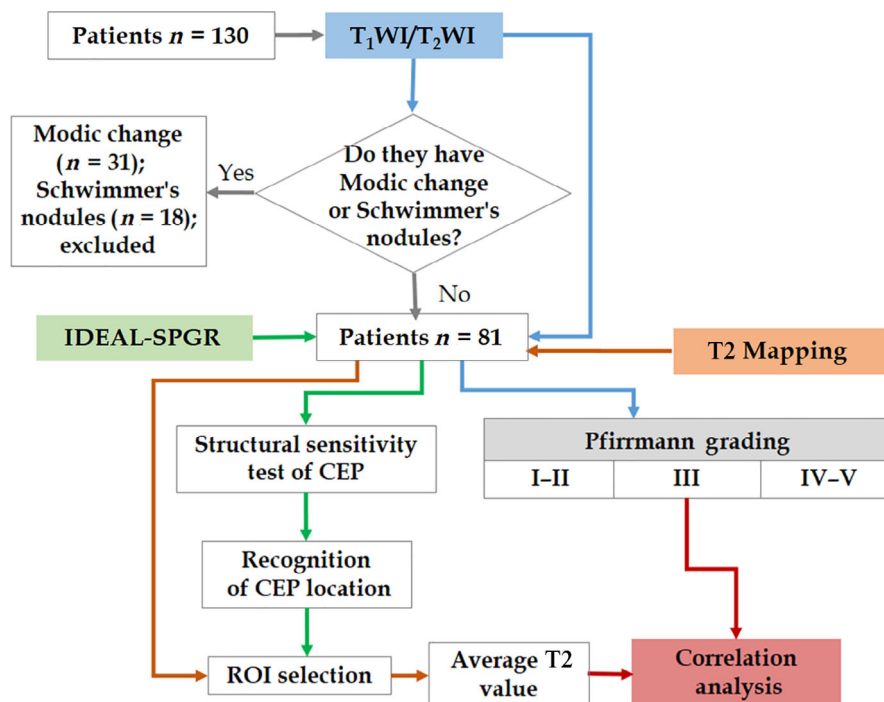 Patients n = 130
T₁WI/T₂WI
Modic change
(n = 31);
Schwimmer's
nodules (n = 18);
excluded
Yes
Do they have
Modic change
or Schwimmer's
nodules?
No
IDEAL-SPGR
Patients n = 81
T2 Mapping
Structural sensitivity
test of CEP
Pfirrmann grading
I–II
III
IV–V
Recognition
of CEP location
ROI selection
Average T2
value
Correlation
analysis